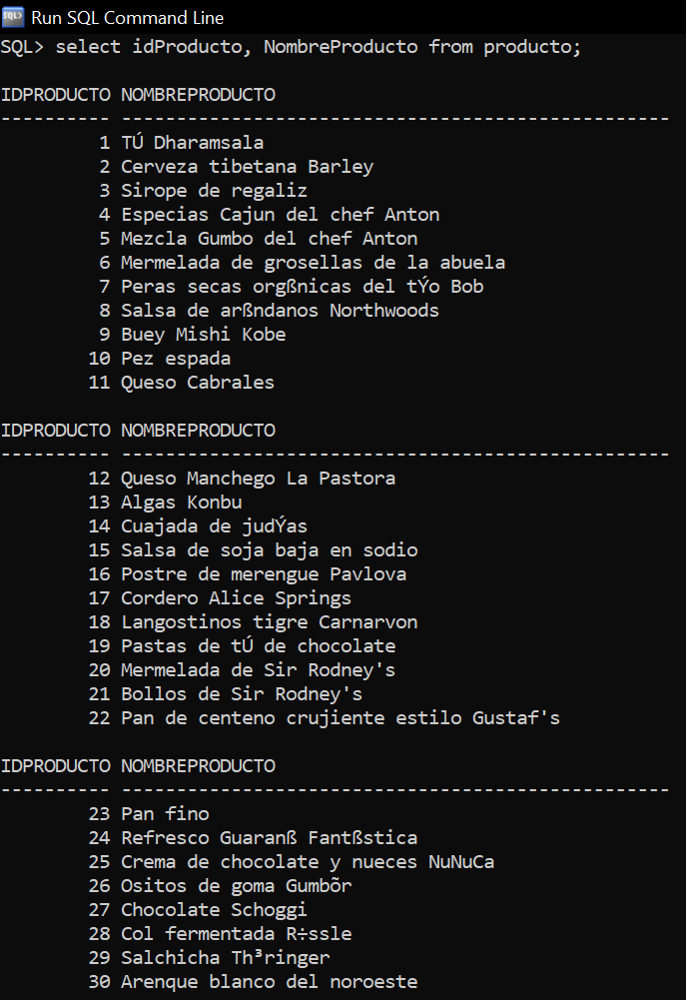 Run SQL Command Line
SQL> select idProducto, NombreProducto from producto;
IDPRODUCTO NOMBREPRODUCTO
---------- --------------------------------------------------
1 TÚ Dharamsala
2 Cerveza tibetana Barley
3 Sirope de regaliz
4 Especias Cajun del chef Anton
5 Mezcla Gumbo del chef Anton
6 Mermelada de grosellas de la abuela
7 Peras secas orgßnicas del tÝo Bob
8 Salsa de arßndanos Northwoods
9 Buey Mishi Kobe
10 Pez espada
11 Queso Cabrales
IDPRODUCTO NOMBREPRODUCTO
---------- --------------------------------------------------
12 Queso Manchego La Pastora
13 Algas Konbu
14 Cuajada de judÝas
15 Salsa de soja baja en sodio
16 Postre de merengue Pavlova
17 Cordero Alice Springs
18 Langostinos tigre Carnarvon
19 Pastas de tÚ de chocolate
20 Mermelada de Sir Rodney's
21 Bollos de Sir Rodney's
22 Pan de centeno crujiente estilo Gustaf's
IDPRODUCTO NOMBREPRODUCTO
---------- --------------------------------------------------
23 Pan fino
24 Refresco Guaranß Fantßstica
25 Crema de chocolate y nueces NuNuCa
26 Ositos de goma Gumbõr
27 Chocolate Schoggi
28 Col fermentada R÷ssle
29 Salchicha Th³ringer
30 Arenque blanco del noroeste